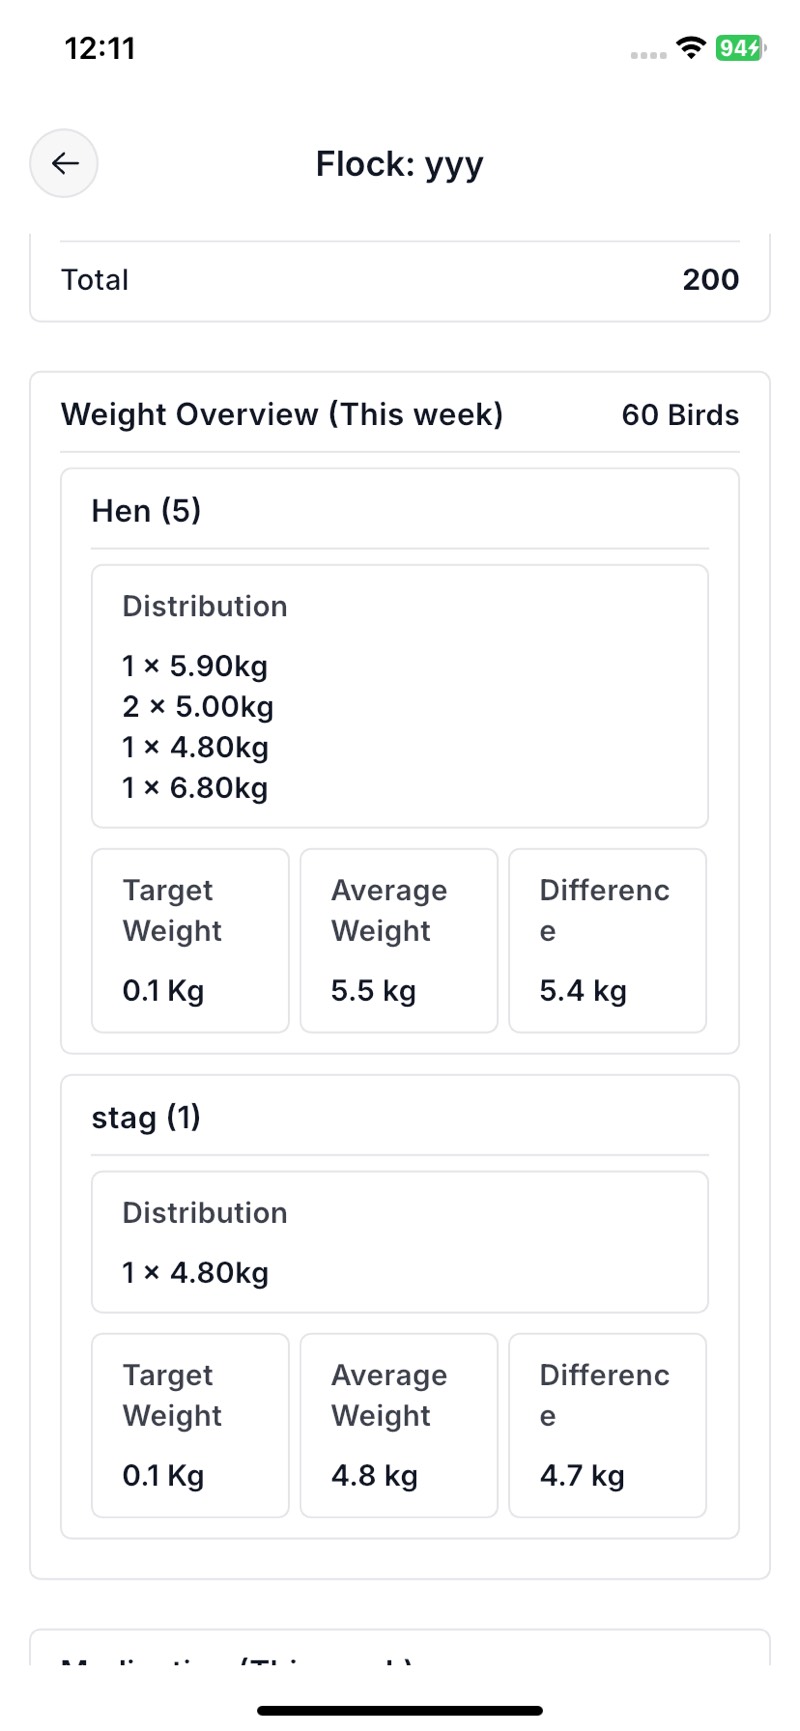 12:11
94
Flock: yyy
Total 200
Weight Overview (This week) 60 Birds
Hen (5)
Distribution
1 × 5.90kg
2 × 5.00kg
1 × 4.80kg
1 × 6.80kg
Target Weight
0.1 Kg
Average Weight
5.5 kg
Differenc
e
5.4 kg
stag (1)
Distribution
1 × 4.80kg
Target Weight
0.1 Kg
Average Weight
4.8 kg
Differenc
e
4.7 kg